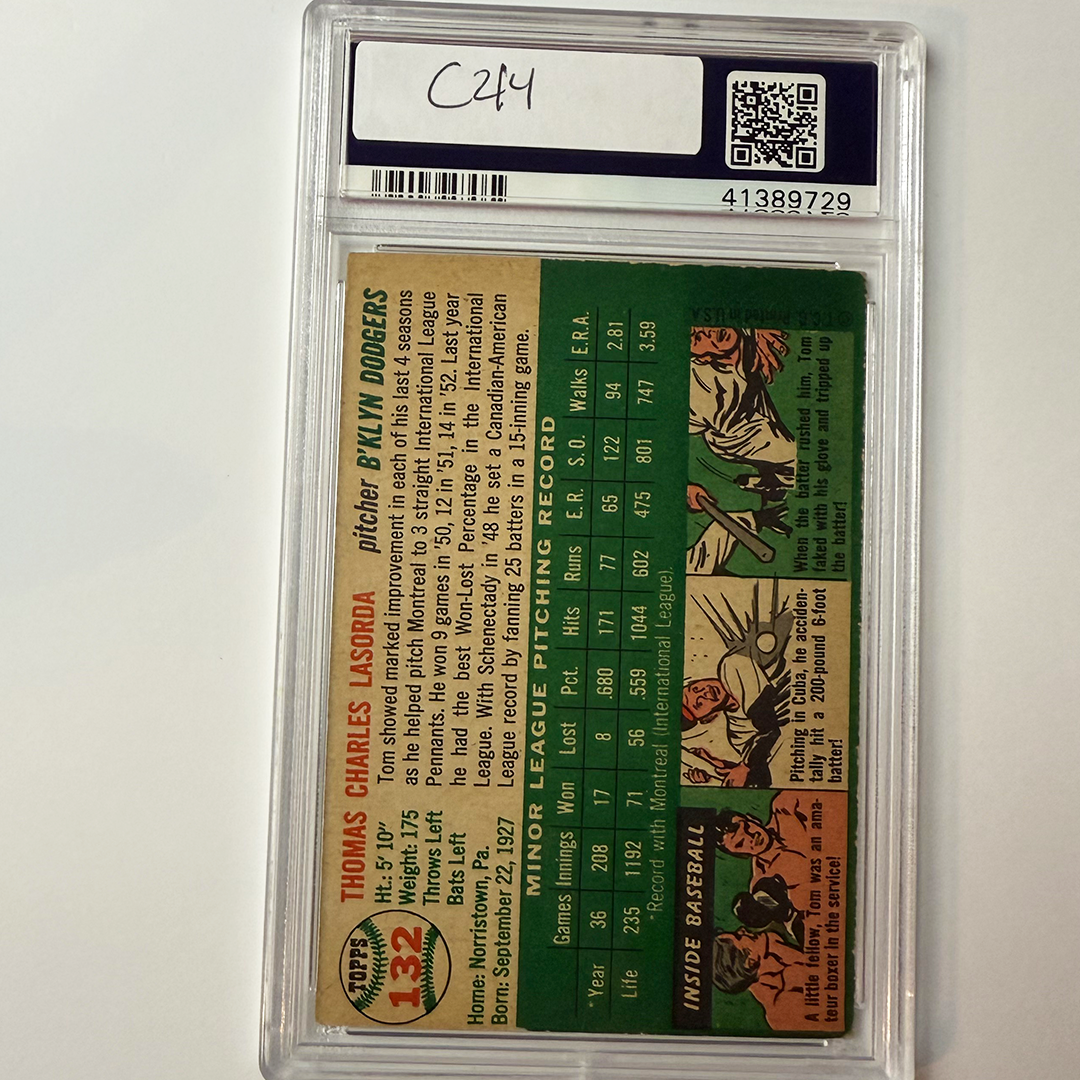 C244
41389729
TOPPS
132
THOMAS CHARLES LASORDA pitcher B'KLYN DODGERS
Ht.: 5' 10"
Weight: 175
Throws Left
Bats Left
Home: Norristown, Pa.
Born: September 22, 1927
Tom showed marked improvement in each of his last 4 seasons
as he helped pitch Montreal to 3 straight International League
Pennants. He won 9 games in '50, 12 in '51, 14 in '52. Last year
he had the best Won-Lost Percentage in the International
League. With Schenectady in '48 he set a Canadian-American
League record by fanning 25 batters in a 15-inning game.
MINOR LEAGUE PITCHING RECORD
Games Innings Won Lost Pct. Hits Runs E.R. S.O. Walks E.R.A.
*Year 36 208 17 8 .680 171 77 65 122 94 2.81
Life 235 1192 71 56 .559 1044 602 475 801 747 3.59
*Record with Montreal (International League).
INSIDE BASEBALL
A little fellow, Tom was an ama-
teur boxer in the service!
Pitching in Cuba, he acciden-
tally hit a 200-pound 6-foot
batter!
When the batter rushed him, Tom
faked with his glove and tripped up
the batter!
© T.C.G. Printed in U.S.A.